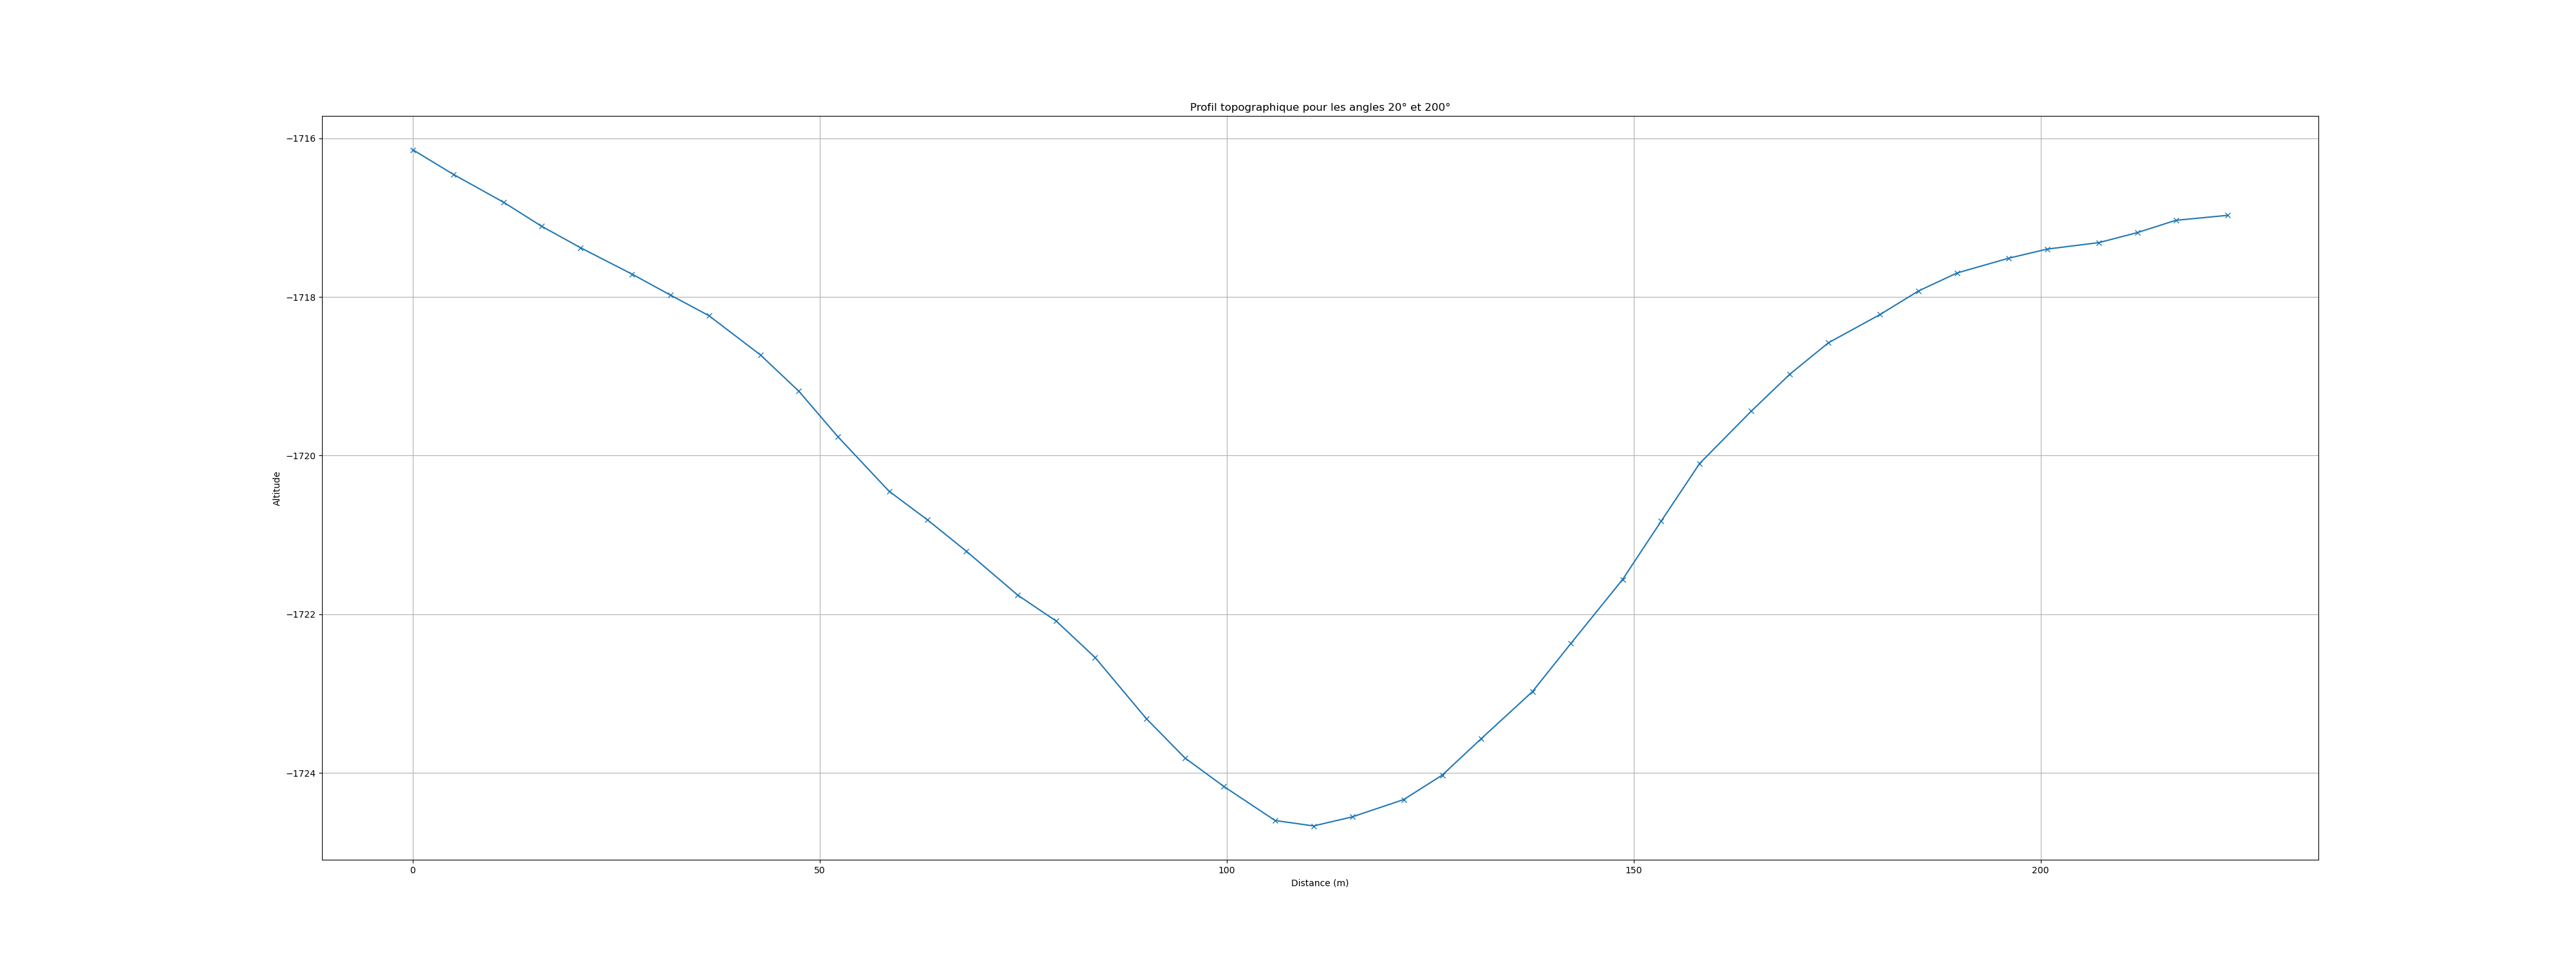 Profil topographique pour les angles 20° et 200°
−1716
−1718
−1720
−1722
−1724
Altitude
0 50 100 150 200
Distance (m)